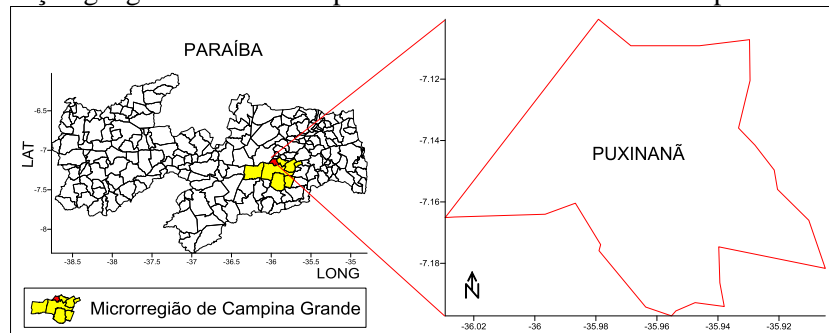 PARAÍBA
-6.5
-7
-7.5
-8
LAT
-38.5 -38 -37.5 -37 -36.5 -36 -35.5 -35
LONG
Microrregião de Campina Grande
-7.12
-7.14
-7.16
-7.18
PUXINANÃ
N
-36.02 -36 -35.98 -35.96 -35.94 -35.92